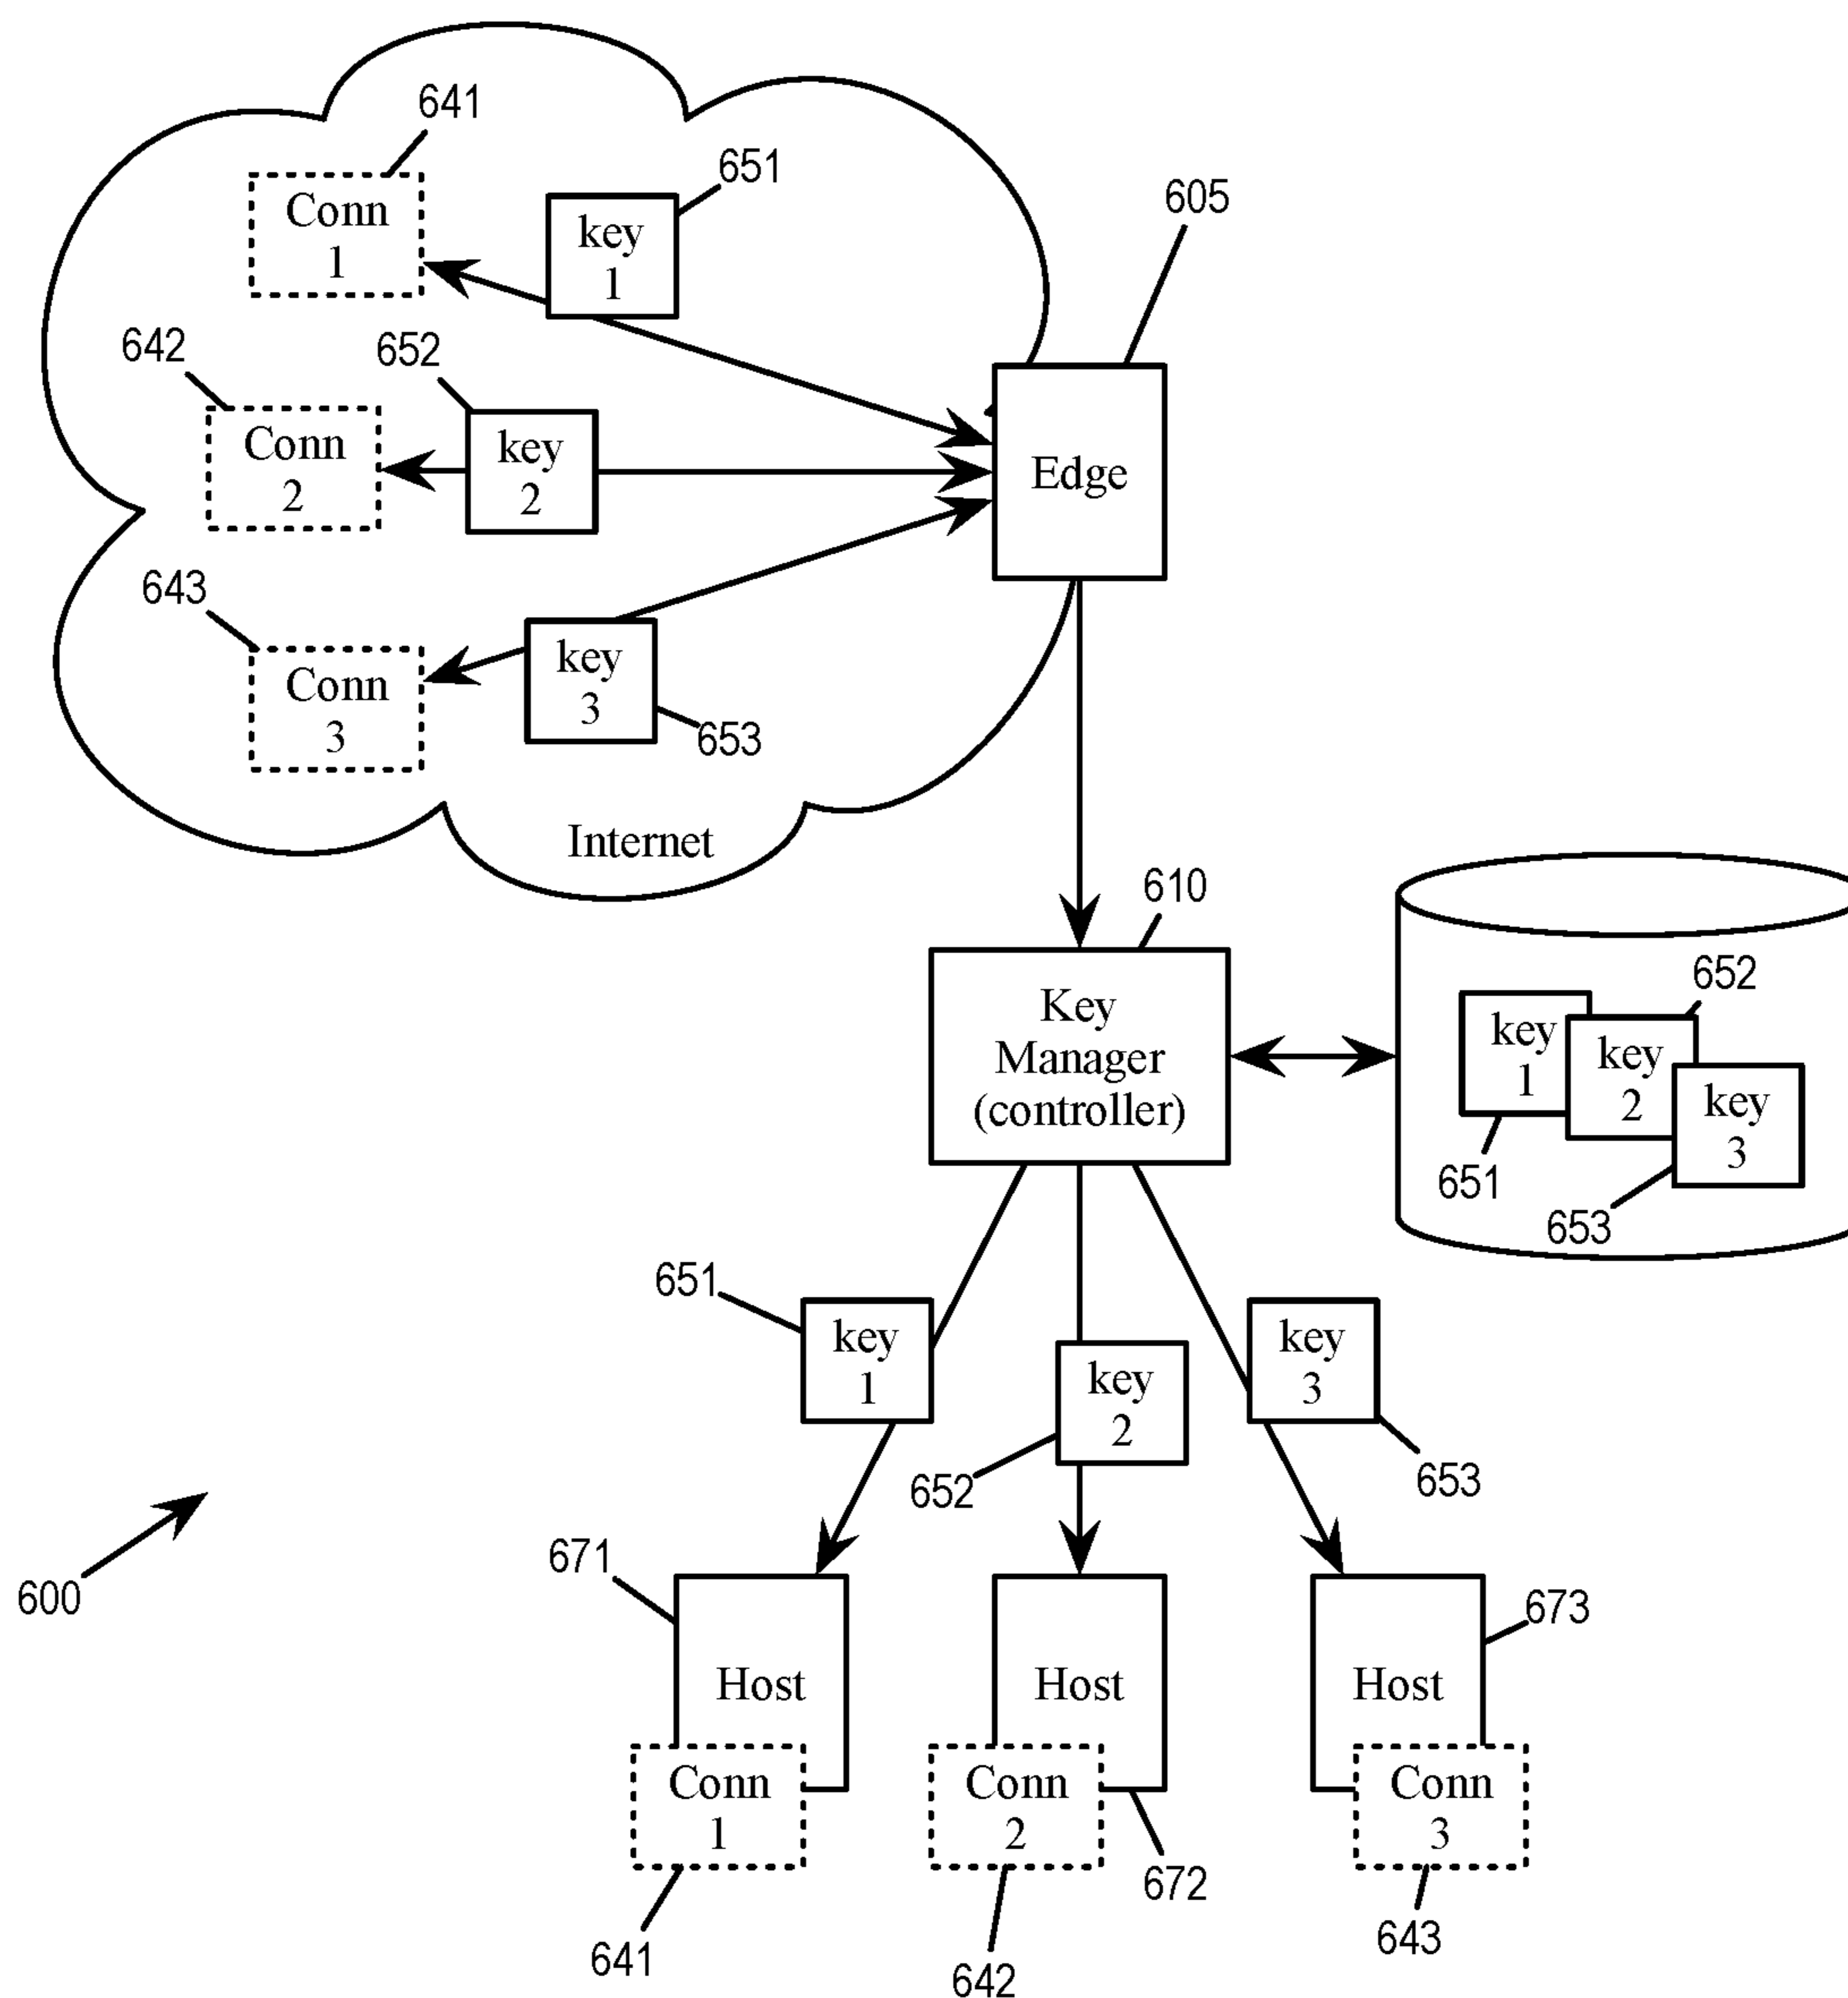 641
651
605
Conn
1
key
1
642
652
Conn
2
key
2
Edge
643
Conn
3
key
3
653
Internet
610
652
Key
Manager
(controller)
key
1
key
2
key
3
651
653
651
key
1
key
2
key
3
652
653
671
600
673
Host
Host
Host
Conn
1
Conn
2
Conn
3
672
641
642
643